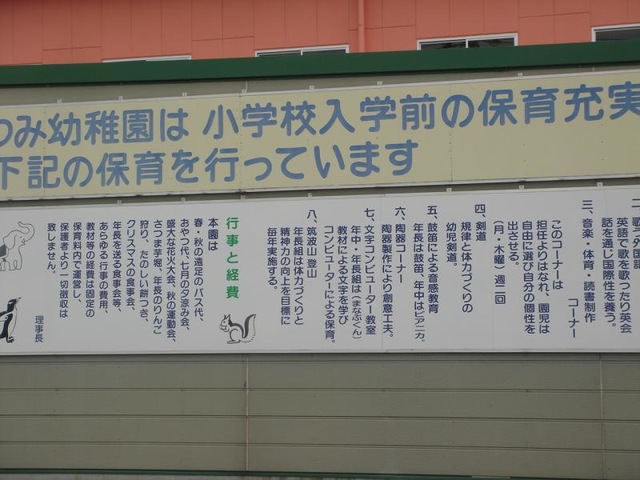 つみ幼稚園は 小学校入学前の保育充実
下記の保育を行っています
英語で歌を歌ったり英会
話を通じ国際性を養う。
三、音楽・体育・読書制作
コーナー
このコーナーは
担任よりはなれ、園児は
自由に選び自分の個性を
出させる。
(月・木曜)週二回
四、剣道
規律と体力づくりの
幼児剣道。
五、鼓笛による音感教育
年長は鼓笛、年中はピアニカ。
六、陶器コーナー
陶器製作により創意工夫。
七、文字コンピューター教室
年中・年長組は(まなぶくん)
教材による文字を学び
コンピューターによる保育。
八、筑波山登山
年長組は体力づくりと
精神力の向上を目標に
毎年実施する。
行事と経費
本園は
春・秋の遠足のバス代、
おやつ代、七月の夕涼み会、
盛大な花火大会、秋の運動会、
さつま芋堀、年長のりんご
狩り、たのしい餅つき、
クリスマスの食事会、
年長を送る食事会等、
あらゆる行事の費用、
教材等の経費は固定の
保育料内で運営し、
保護者より一切徴収は
致しません。
理事長